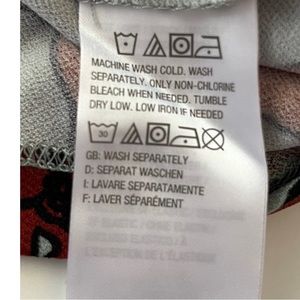 MACHINE WASH COLD. WASH
SEPARATELY. ONLY NON-CHLORINE
BLEACH WHEN NEEDED. TUMBLE
DRY LOW. LOW IRON IF NEEDED
30
GB: WASH SEPARATELY
D: SEPARAT WASCHEN
I: LAVARE SEPARATAMENTE
F: LAVER SÉPARÉMENT